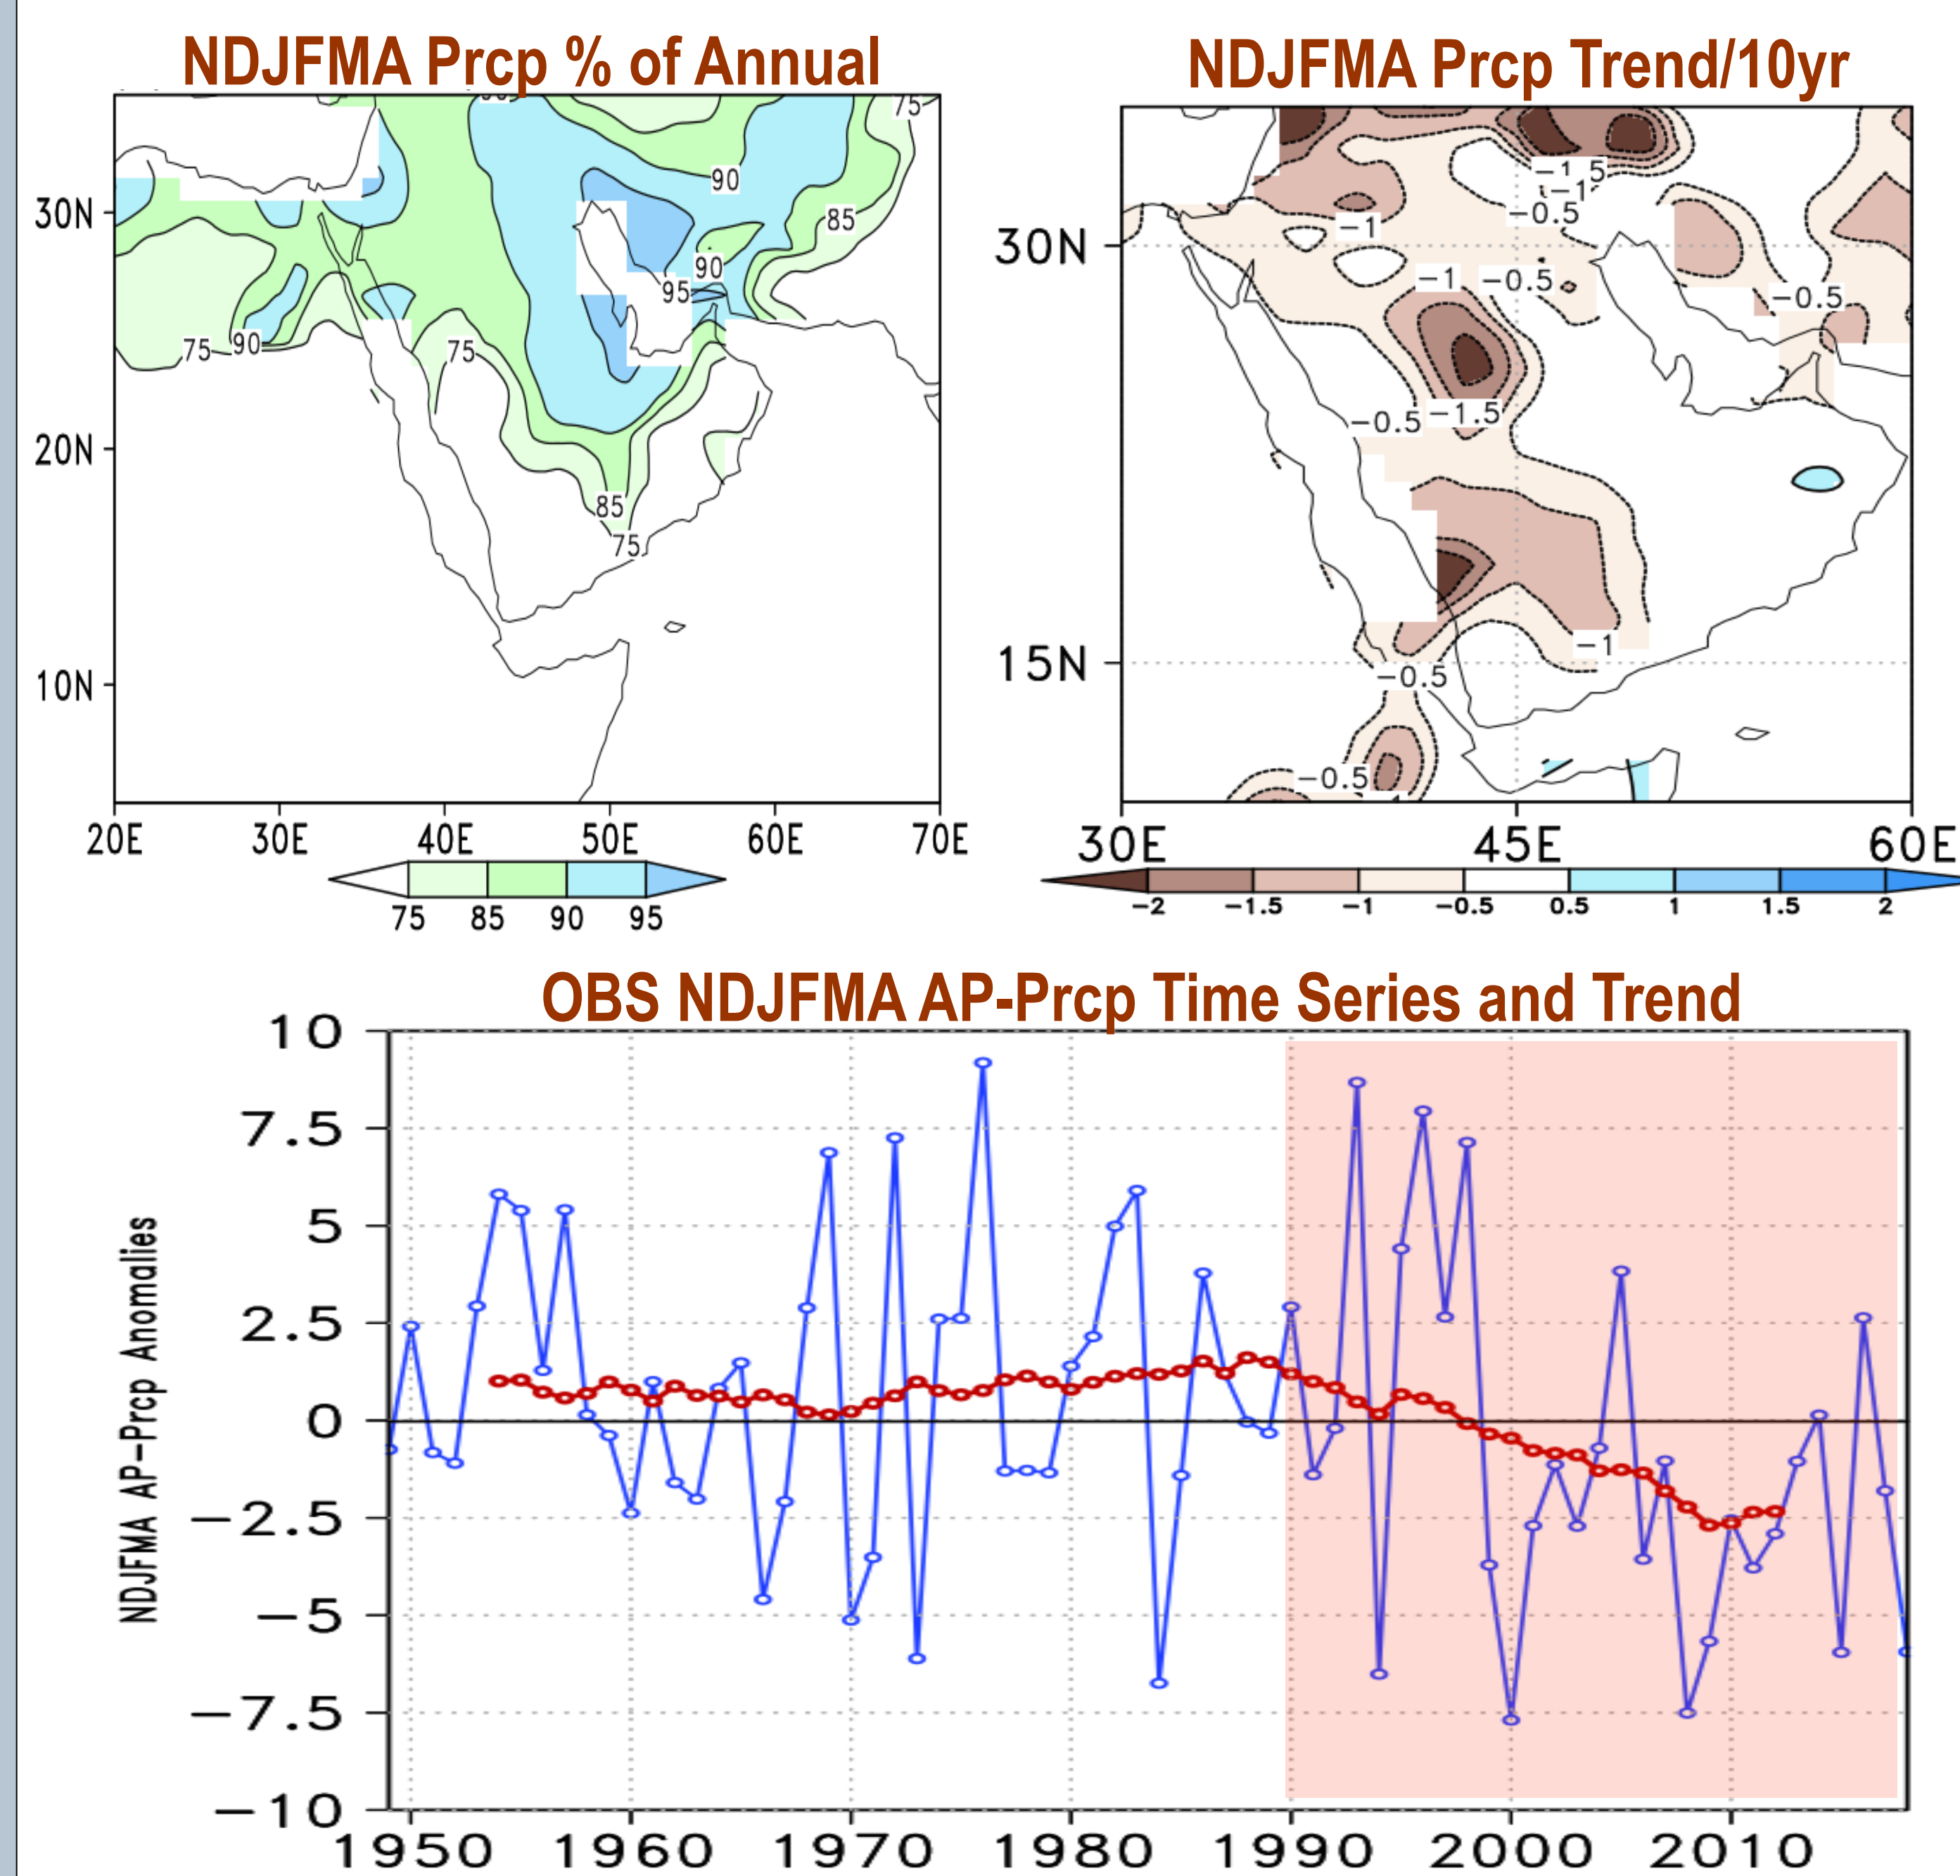 NDJFMA Prcp % of Annual
75
30N
90
85
90
95
75 90
75
20N
85
75
10N
20E 30E 40E 50E 60E 70E
75 85 90 95
NDJFMA Prcp Trend/10yr
−1
−0.5
−1
30N
−1 −0.5
−0.5
−0.5 −1.5
−1
15N
−0.5
−0.5
30E 45E 60E
−2 −1.5 −1 −0.5 0.5 1 1.5 2
OBS NDJFMA AP-Prcp Time Series and Trend
NDJFMA AP−Prcp Anomalies
10
7.5
5
2.5
0
−2.5
−5
−7.5
−10
1950 1960 1970 1980 1990 2000 2010